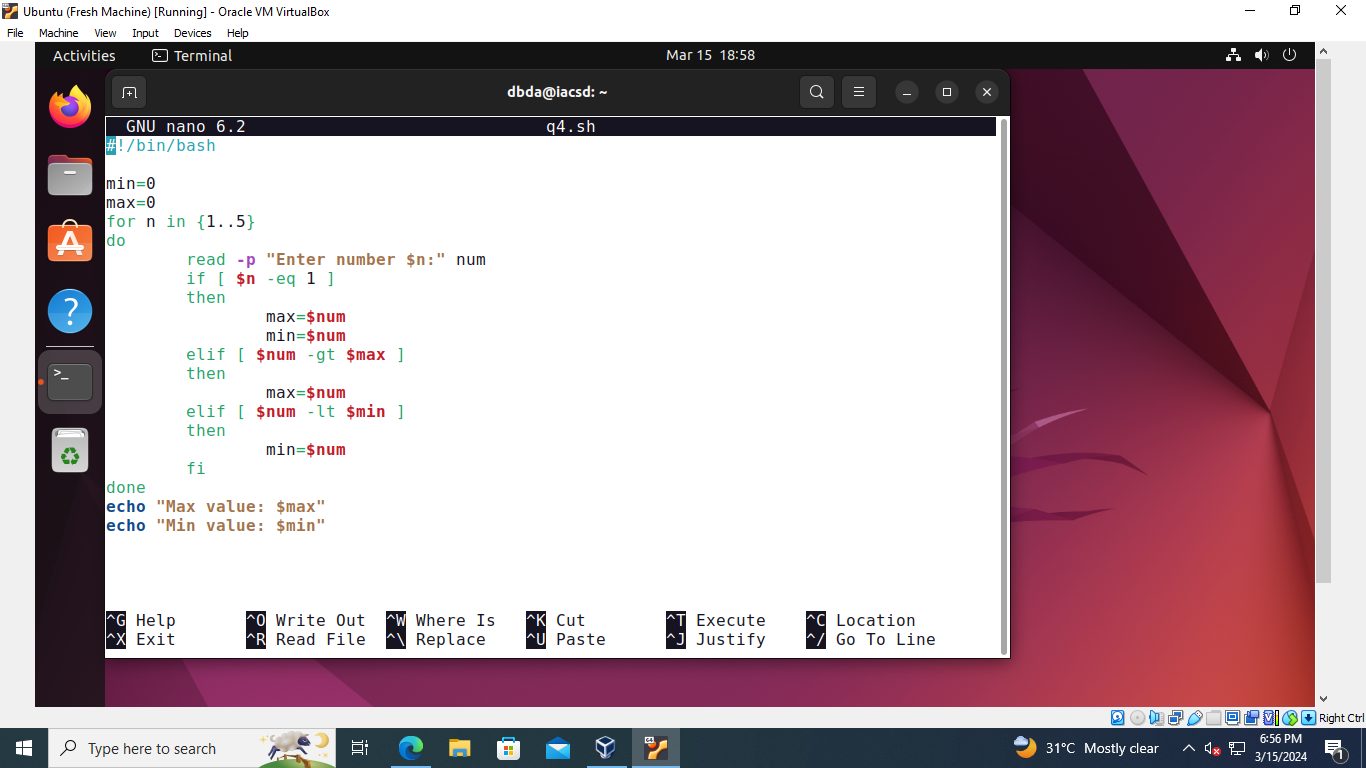 Ubuntu (Fresh Machine) [Running] - Oracle VM VirtualBox
File Machine View Input Devices Help
Activities Terminal Mar 15 18:58
dbda@iacsd: ~
GNU nano 6.2 q4.sh
#!/bin/bash
min=0
max=0
for n in {1..5}
do
read -p "Enter number $n:" num
if [ $n -eq 1 ]
then
max=$num
min=$num
elif [ $num -gt $max ]
then
max=$num
elif [ $num -lt $min ]
then
min=$num
fi
done
echo "Max value: $max"
echo "Min value: $min"
^G Help ^O Write Out ^W Where Is ^K Cut ^T Execute ^C Location
^X Exit ^R Read File ^\ Replace ^U Paste ^J Justify ^/ Go To Line
Right Ctrl
Type here to search
31°C Mostly clear
6:56 PM
3/15/2024
1